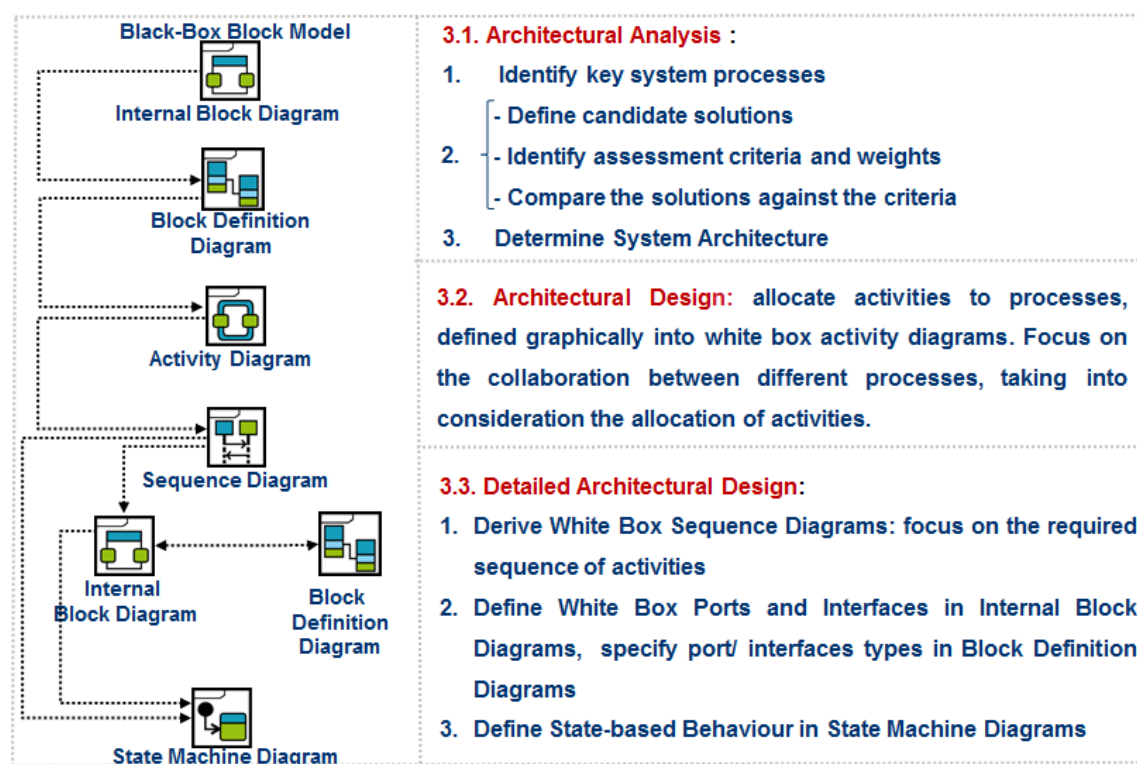 Black-Box Block Model
Internal Block Diagram
Block Definition
Diagram
Activity Diagram
Sequence Diagram
Internal
Block Diagram
Block
Definition
Diagram
State Machine Diagram
3.1. Architectural Analysis :
1. Identify key system processes
- Define candidate solutions
2. - Identify assessment criteria and weights
- Compare the solutions against the criteria
3. Determine System Architecture
3.2. Architectural Design: allocate activities to processes,
defined graphically into white box activity diagrams. Focus on
the collaboration between different processes, taking into
consideration the allocation of activities.
3.3. Detailed Architectural Design:
1. Derive White Box Sequence Diagrams: focus on the required
sequence of activities
2. Define White Box Ports and Interfaces in Internal Block
Diagrams, specify port/ interfaces types in Block Definition
Diagrams
3. Define State-based Behaviour in State Machine Diagrams